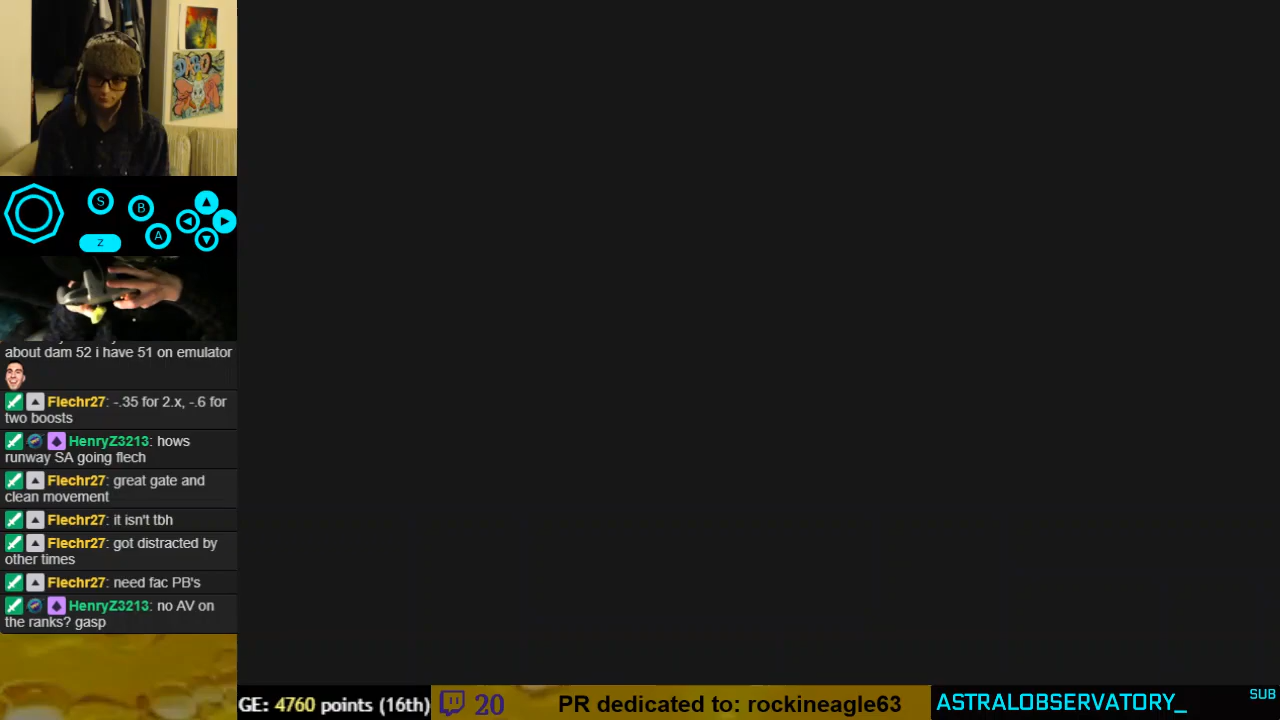 S
B
A
Z
about dam 52 i have 51 on emulator
Flechr27: -.35 for 2.x, -.6 for
two boosts
HenryZ3213: hows
runway SA going flech
Flechr27: great gate and
clean movement
Flechr27: it isn't tbh
Flechr27: got distracted by
other times
Flechr27: need fac PB's
HenryZ3213: no AV on
the ranks? gasp
GE: 4760 points (16th)
20
PR dedicated to: rockineagle63
ASTRALOBSERVATORY_
SUB